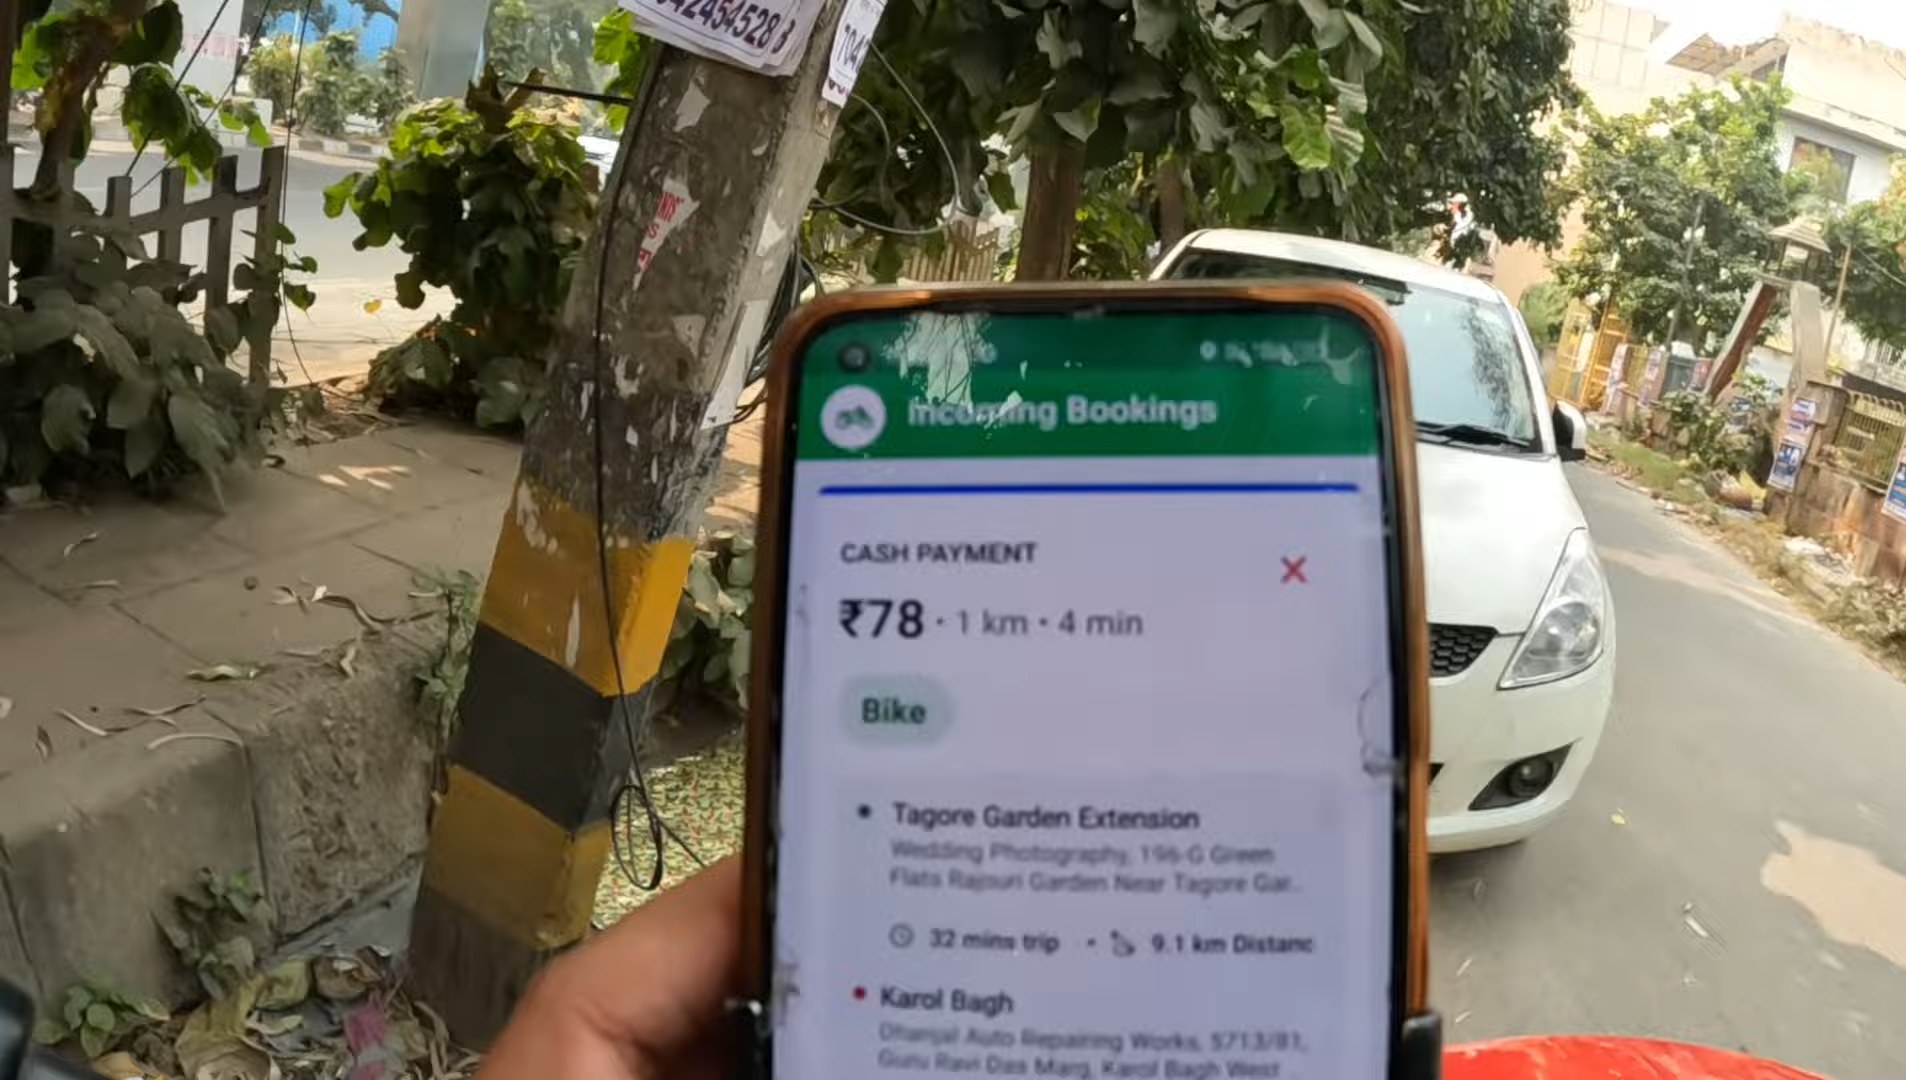 Incoming Bookings
CASH PAYMENT
₹78 · 1 km · 4 min
Bike
Tagore Garden Extension
Wedding Photography, 196-G Green
Flats Rajouri Garden Near Tagore Gar...
32 mins trip · 9.1 km Distanc
Karol Bagh
Dhanjal Auto Repairing Works, 5713/81,
Guru Ravi Das Marg, Karol Bagh West